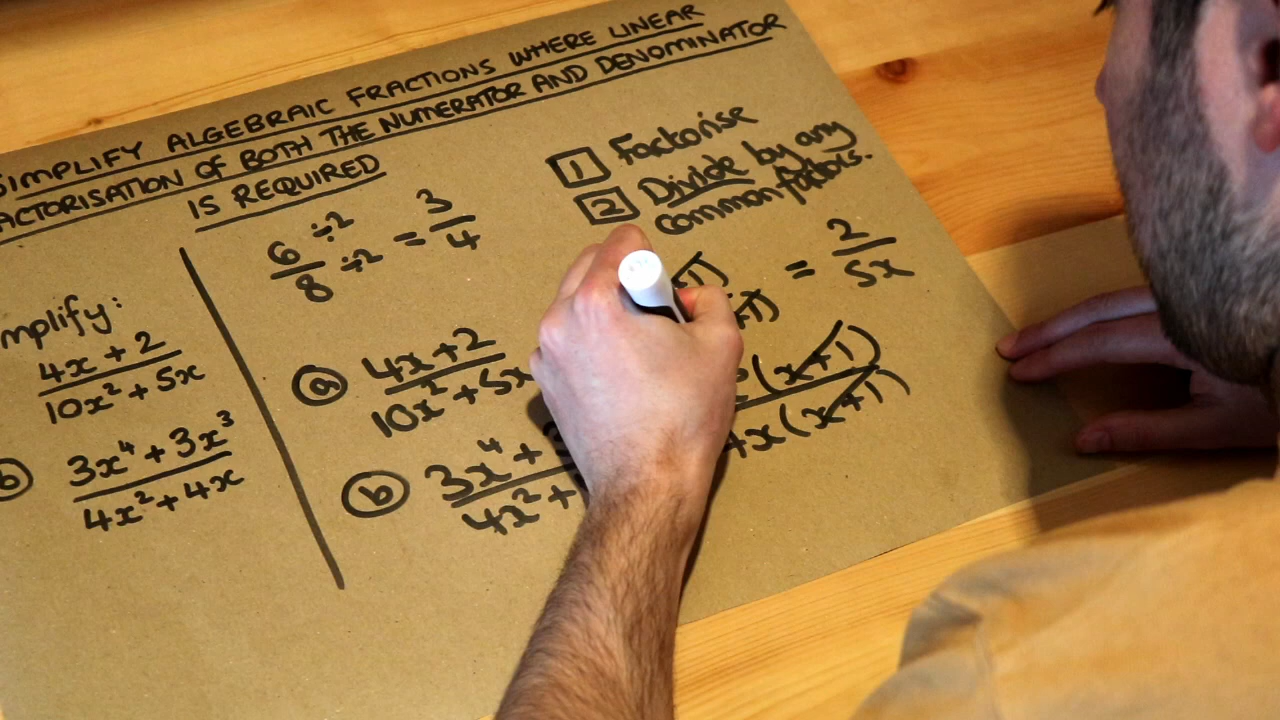 SIMPLIFY ALGEBRAIC FRACTIONS WHERE LINEAR
FACTORISATION OF BOTH THE NUMERATOR AND DENOMINATOR
IS REQUIRED
mplify:
4x + 2
10x² + 5x
b 3x⁴ + 3x³
4x² + 4x
6 ÷2 = 3
8 ÷2 4
1 Factorise
2 Divide by any
common factors.
a 4x + 2
10x² + 5x
= 2
5x
b 3x⁴ +
4x² +
(x+1)
4x(x+1)